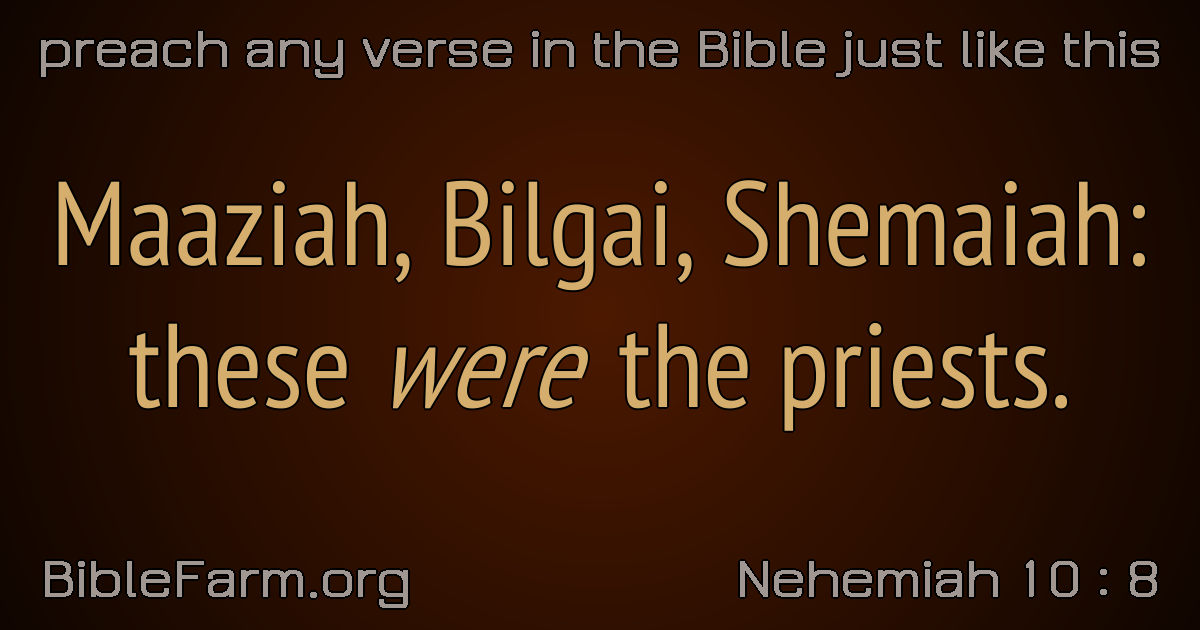 preach any verse in the Bible just like this
Maaziah, Bilgai, Shemaiah:
these were the priests.
BibleFarm.org
Nehemiah 10 : 8